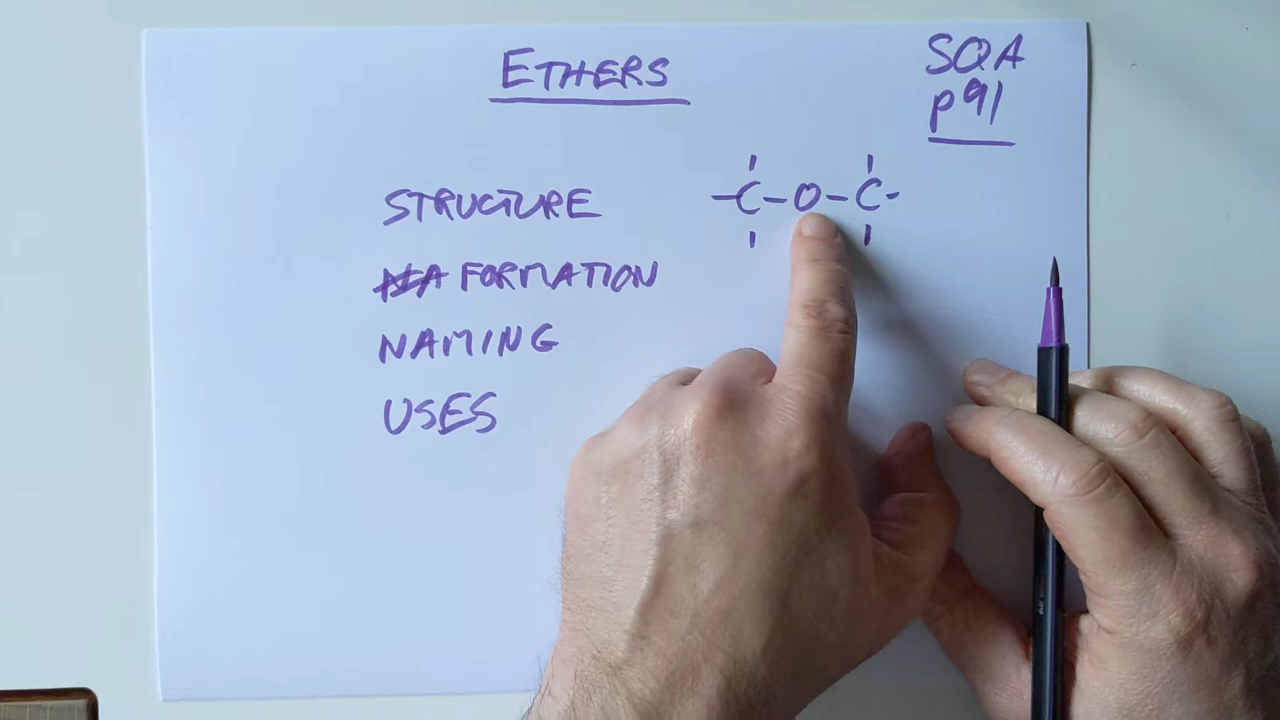 ETHERS
SQA
p91
STRUCTURE
-C-O-C-
FORMATION
NAMING
USES